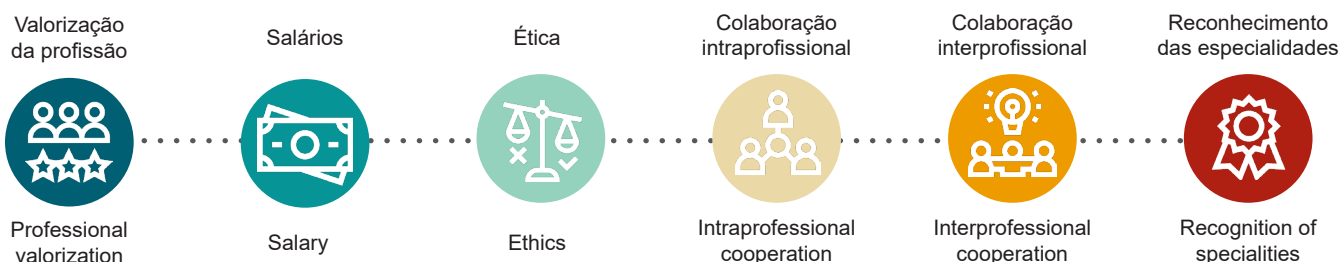 Valorização
da profissão
Salários
Ética
Colaboração
intraprofissional
Colaboração
interprofissional
Reconhecimento
das especialidades
Professional
valorization
Salary
Ethics
Intraprofessional
cooperation
Interprofessional
cooperation
Recognition of
specialities